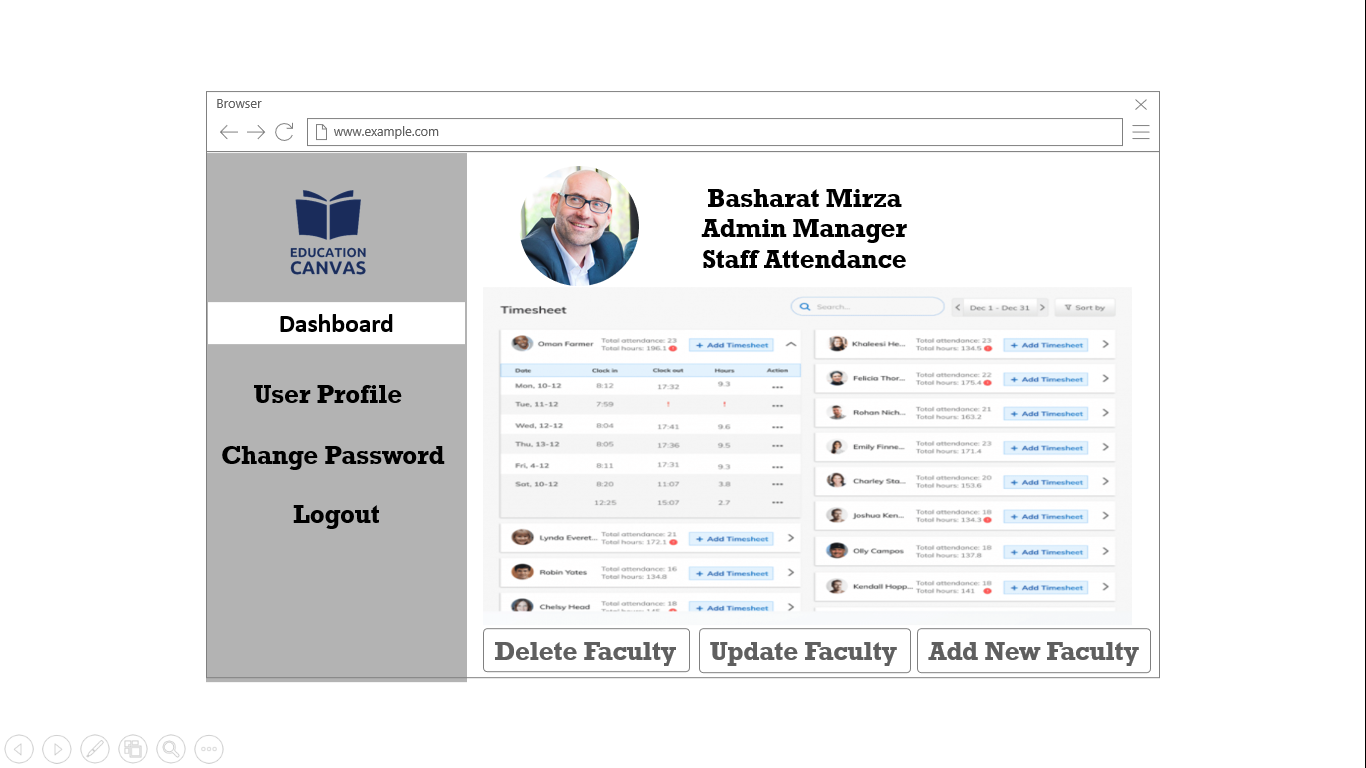 Browser
www.example.com
EDUCATION
CANVAS
Dashboard
User Profile
Change Password
Logout
Basharat Mirza
Admin Manager
Staff Attendance
Timesheet
Search...
Dec 1 - Dec 31
Sort by
Oman Farmer
Total attendance: 23
Total hours: 196.1
+ Add Timesheet
Date Clock in Clock out Hours Action
Mon, 10-12 8:12 17:32 9.3 •••
Tue, 11-12 7:59 ! ! •••
Wed, 12-12 8:04 17:41 9.6 •••
Thu, 13-12 8:05 17:36 9.5 •••
Fri, 4-12 8:11 17:31 9.3 •••
Sat, 10-12 8:20 11:07 3.8 •••
12:25 15:07 2.7 •••
Lynda Everet...
Total attendance: 21
Total hours: 172.1
+ Add Timesheet
Robin Yates
Total attendance: 16
Total hours: 134.8
+ Add Timesheet
Chelsy Head
Total attendance: 18
+ Add Timesheet
Khaleesi He...
Total attendance: 23
Total hours: 134.5
+ Add Timesheet
Felicia Thor...
Total attendance: 22
Total hours: 175.4
+ Add Timesheet
Rohan Nich...
Total attendance: 21
Total hours: 163.2
+ Add Timesheet
Emily Finne...
Total attendance: 23
Total hours: 171.4
+ Add Timesheet
Charley Sta...
Total attendance: 20
Total hours: 153.6
+ Add Timesheet
Joshua Ken...
Total attendance: 18
Total hours: 134.3
+ Add Timesheet
Olly Campos
Total attendance: 18
Total hours: 137.8
+ Add Timesheet
Kendall Hopp...
Total attendance: 18
Total hours: 141
+ Add Timesheet
Delete Faculty
Update Faculty
Add New Faculty